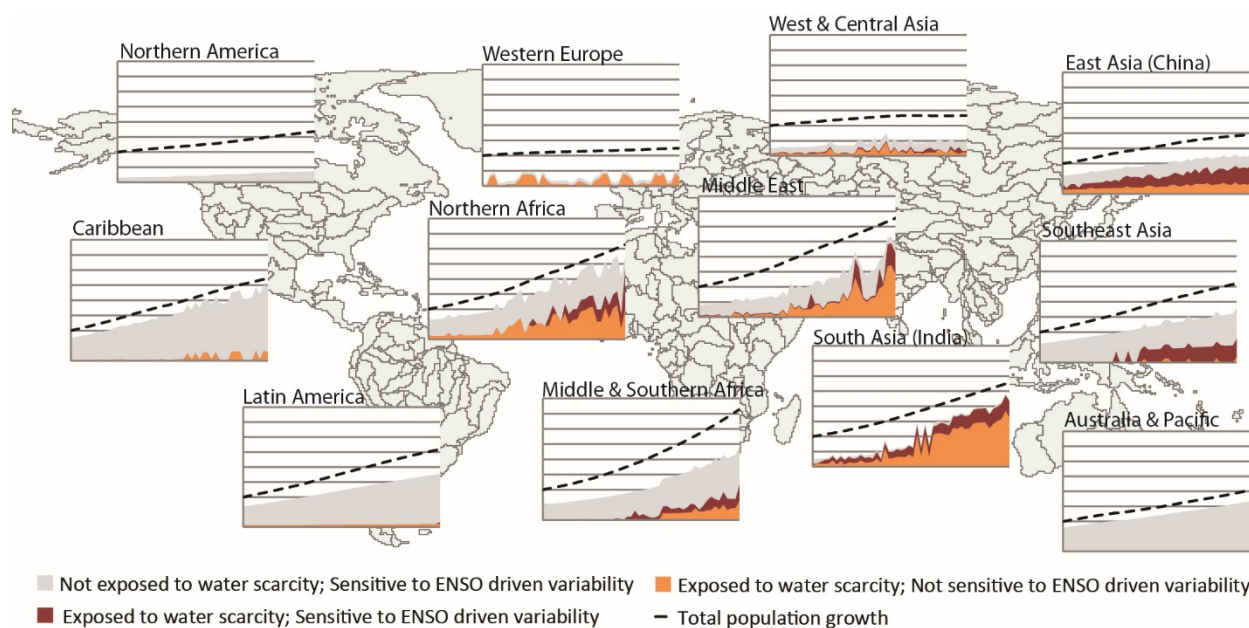 West & Central Asia
Northern America
Western Europe
East Asia (China)
Middle East
Northern Africa
Caribbean
Southeast Asia
South Asia (India)
Middle & Southern Africa
Latin America
Australia & Pacific
Not exposed to water scarcity; Sensitive to ENSO driven variability
Exposed to water scarcity; Not sensitive to ENSO driven variability
Exposed to water scarcity; Sensitive to ENSO driven variability
Total population growth